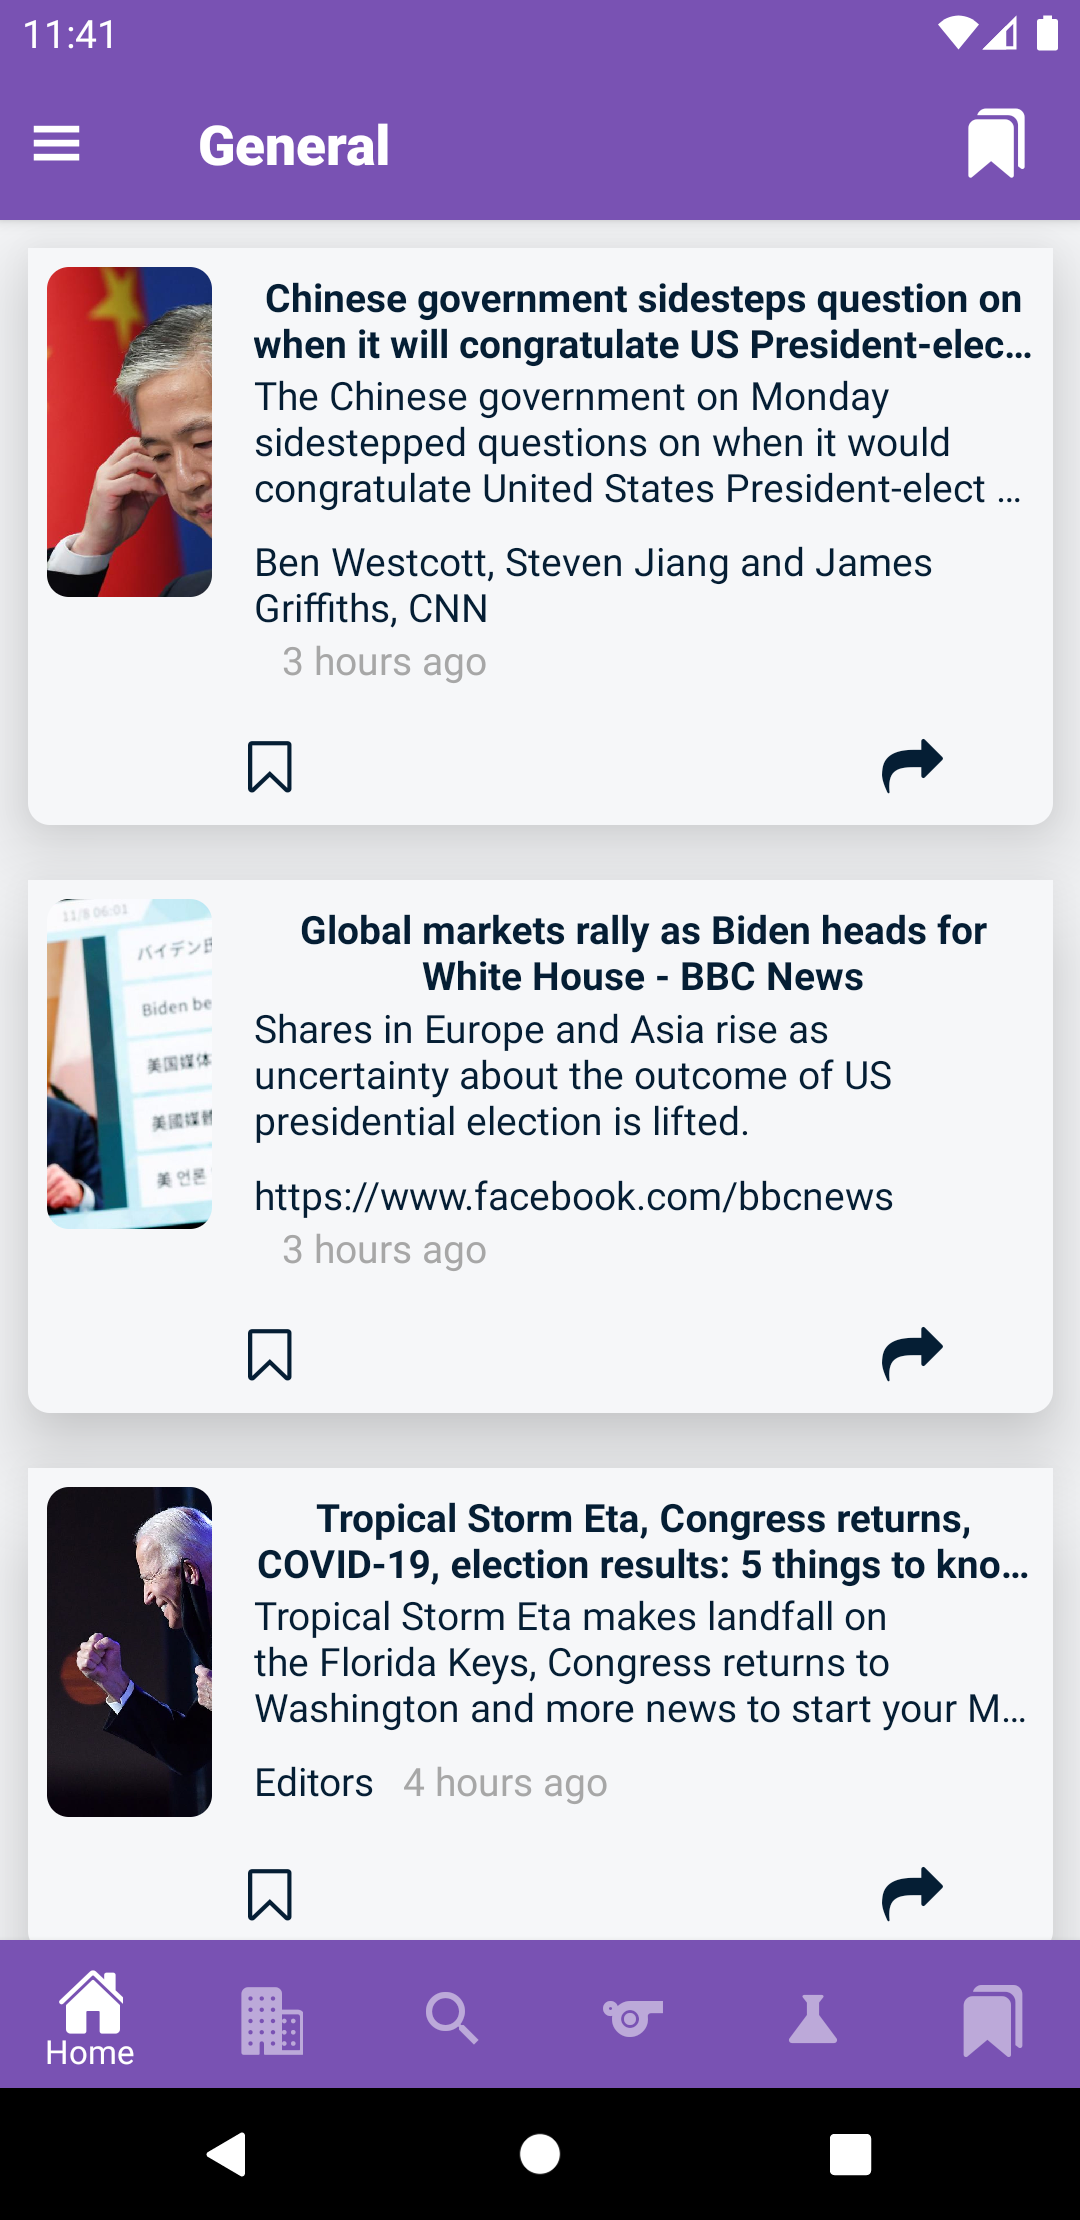 11:41
General
Chinese government sidesteps question on
when it will congratulate US President-elec...
The Chinese government on Monday
sidestepped questions on when it would
congratulate United States President-elect ...
Ben Westcott, Steven Jiang and James
Griffiths, CNN
3 hours ago
11/8 06:01
バイデン氏
Biden be
美国媒体
美國媒體
美 언론
Global markets rally as Biden heads for
White House - BBC News
Shares in Europe and Asia rise as
uncertainty about the outcome of US
presidential election is lifted.
https://www.facebook.com/bbcnews
3 hours ago
Tropical Storm Eta, Congress returns,
COVID-19, election results: 5 things to kno...
Tropical Storm Eta makes landfall on
the Florida Keys, Congress returns to
Washington and more news to start your M...
Editors 4 hours ago
Home